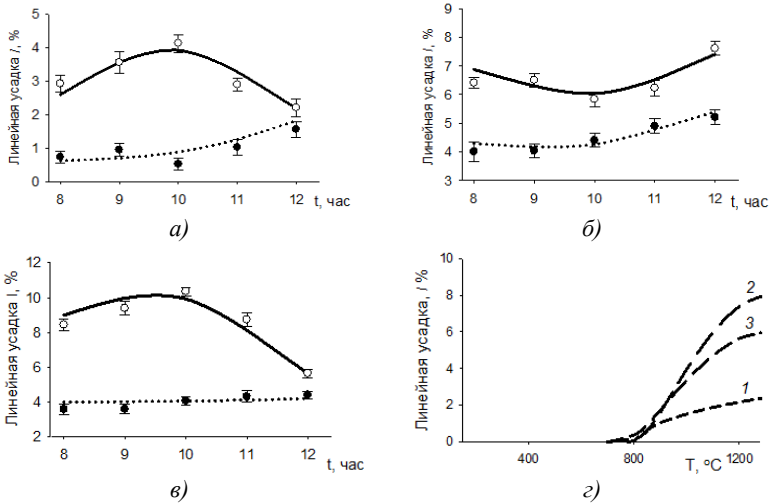 Линейная усадка l, %
5
4
3
2
1
0
8 9 10 11 12
t, час
а)
Линейная усадка l, %
9
8
7
6
5
4
3
8 9 10 11 12
t, час
б)
Линейная усадка l, %
12
10
8
6
4
2
8 9 10 11 12
t, час
в)
Линейная усадка, l %
10
8
6
4
2
0
2
3
1
400 800 1200
T, °C
г)